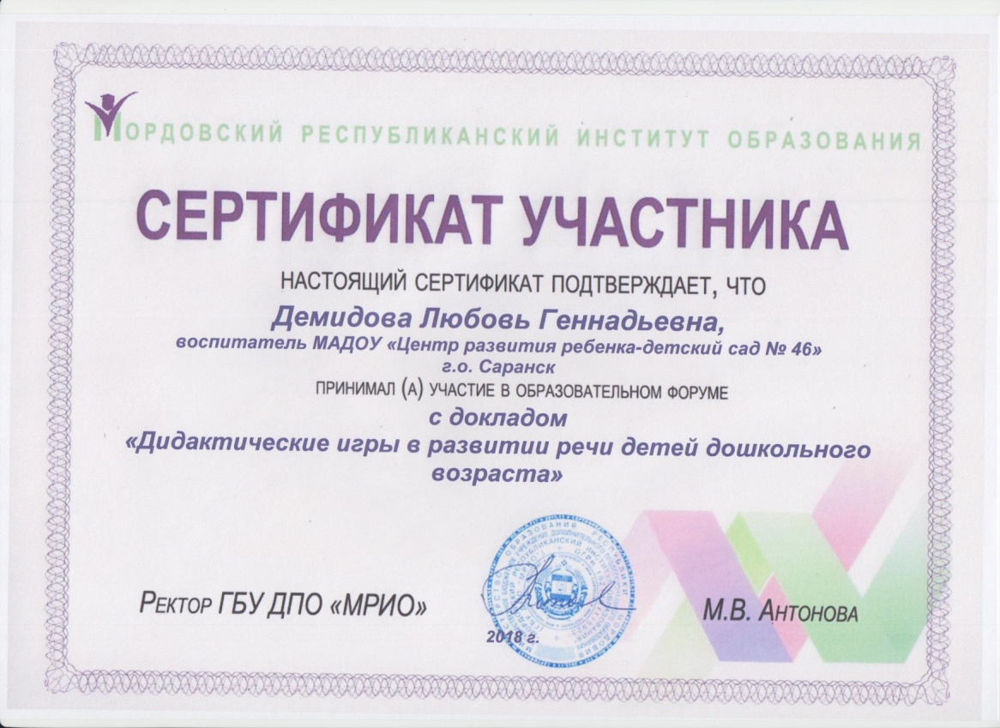 МОРДОВСКИЙ РЕСПУБЛИКАНСКИЙ ИНСТИТУТ ОБРАЗОВАНИЯ
СЕРТИФИКАТ УЧАСТНИКА
НАСТОЯЩИЙ СЕРТИФИКАТ ПОДТВЕРЖДАЕТ, ЧТО
Демидова Любовь Геннадьевна,
воспитатель МАДОУ «Центр развития ребенка-детский сад № 46»
г.о. Саранск
ПРИНИМАЛ (А) УЧАСТИЕ В ОБРАЗОВАТЕЛЬНОМ ФОРУМЕ
с докладом
«Дидактические игры в развитии речи детей дошкольного
возраста»
РЕКТОР ГБУ ДПО «МРИО»
М.В. АНТОНОВА
2018 г.